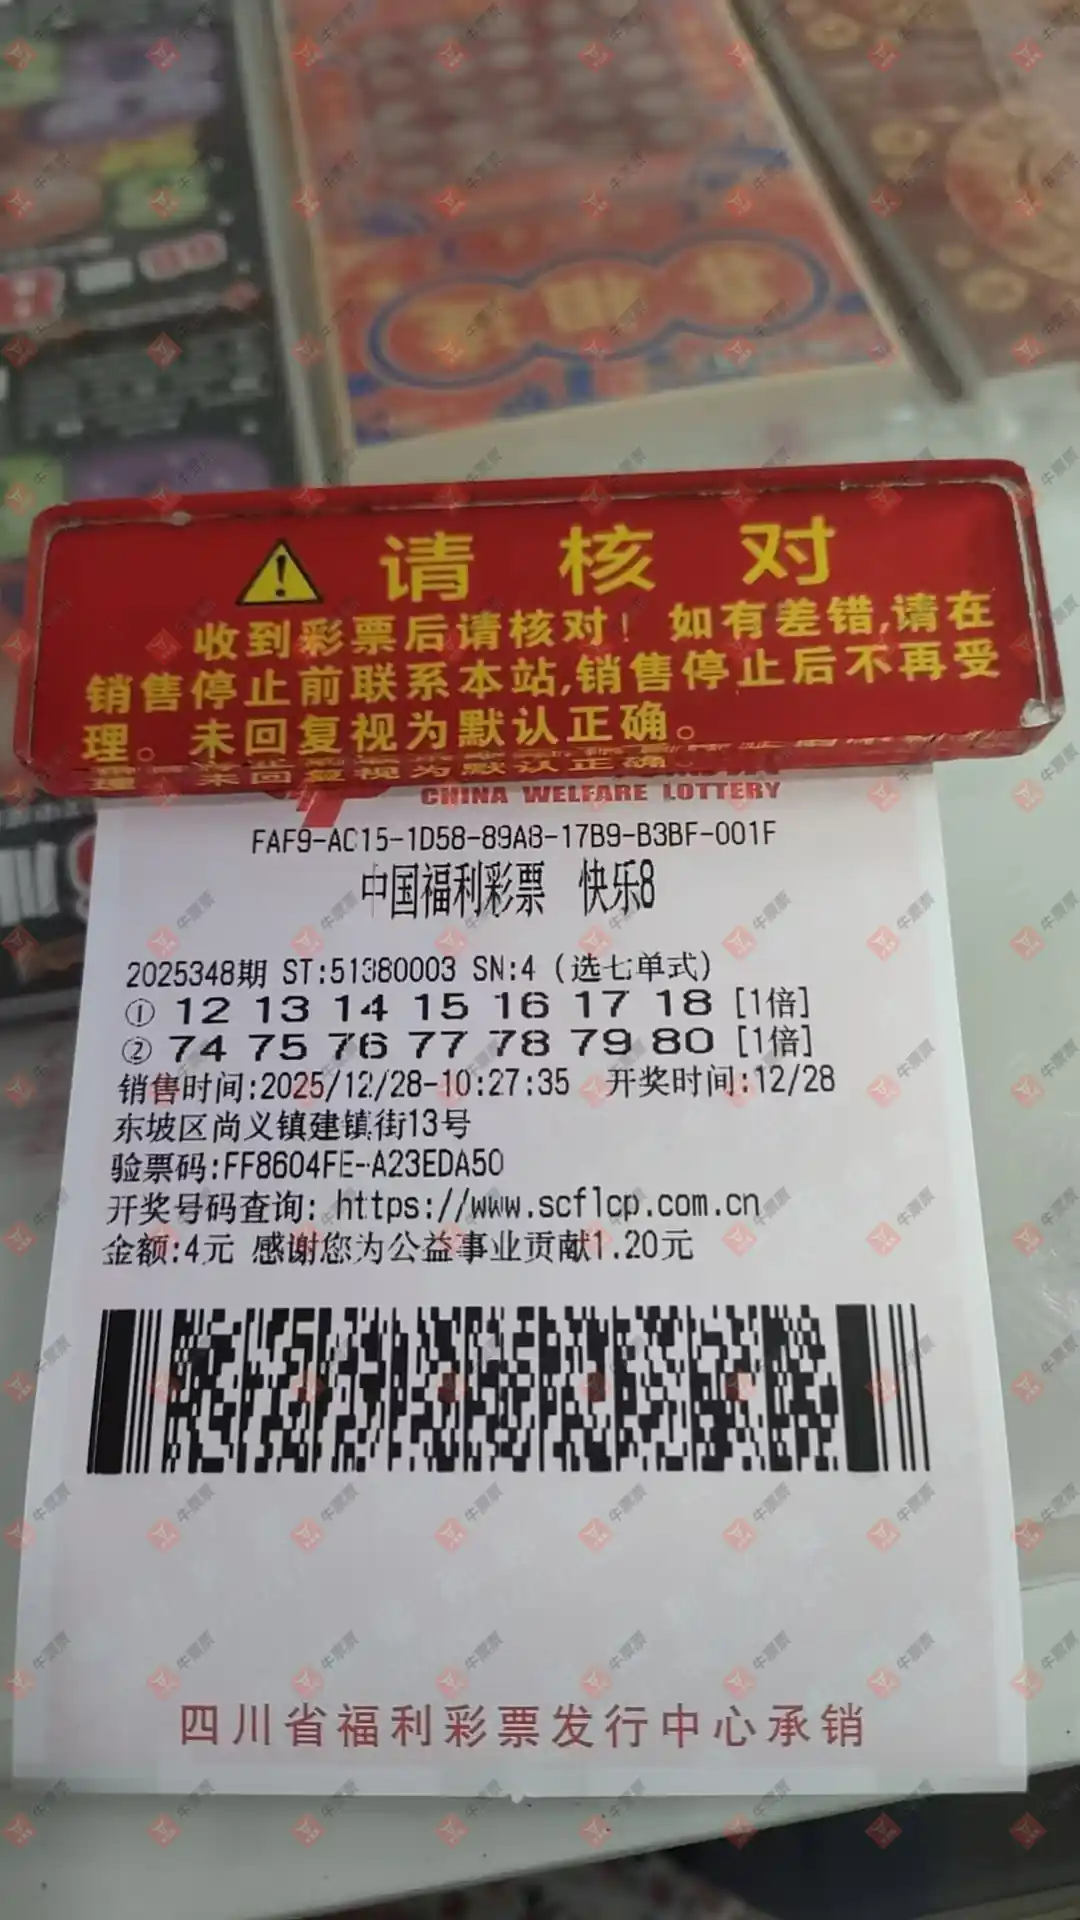 请 核 对
收到彩票后请核对！如有差错,请在
销售停止前联系本站,销售停止后不再受
理。未回复视为默认正确。
CHINA WELFARE LOTTERY
FAF9-AC15-1D58-89A8-17B9-B3BF-001F
中国福利彩票 快乐8
2025348期 ST:51380003 SN:4 (选七单式)
① 12 13 14 15 16 17 18 [1倍]
② 74 75 76 77 78 79 80 [1倍]
销售时间:2025/12/28-10:27:35 开奖时间:12/28
东坡区尚义镇建镇街13号
验票码:FF8604FE-A23EDA50
开奖号码查询: https://www.scflcp.com.cn
金额:4元 感谢您为公益事业贡献1.20元
四川省福利彩票发行中心承销
牛票票